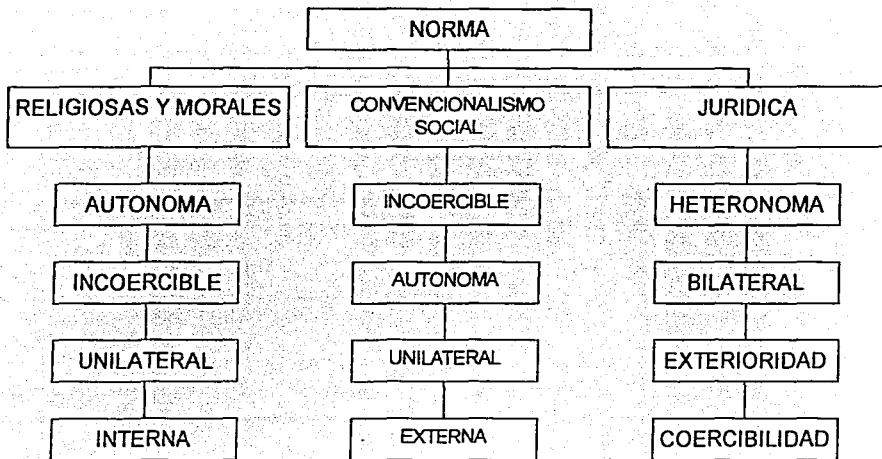 NORMA
RELIGIOSAS Y MORALES
CONVENCIONALISMO
SOCIAL
JURIDICA
AUTONOMA
INCOERCIBLE
HETERONOMA
INCOERCIBLE
AUTONOMA
BILATERAL
UNILATERAL
UNILATERAL
EXTERIORIDAD
INTERNA
EXTERNA
COERCIBILIDAD